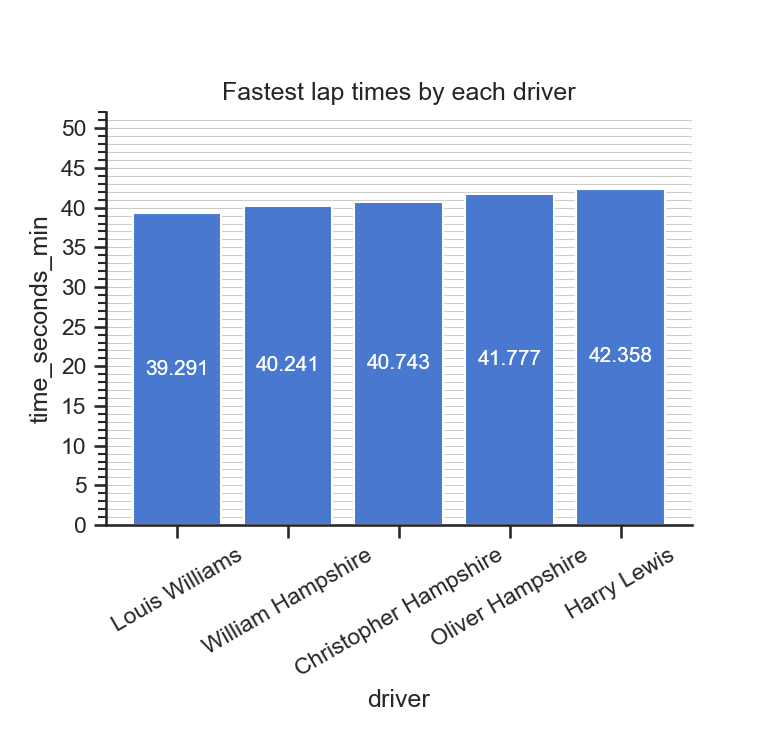 Fastest lap times by each driver
time_seconds_min
50
45
40
35
30
25
20
15
10
5
0
39.291
40.241
40.743
41.777
42.358
Louis Williams
William Hampshire
Christopher Hampshire
Oliver Hampshire
Harry Lewis
driver